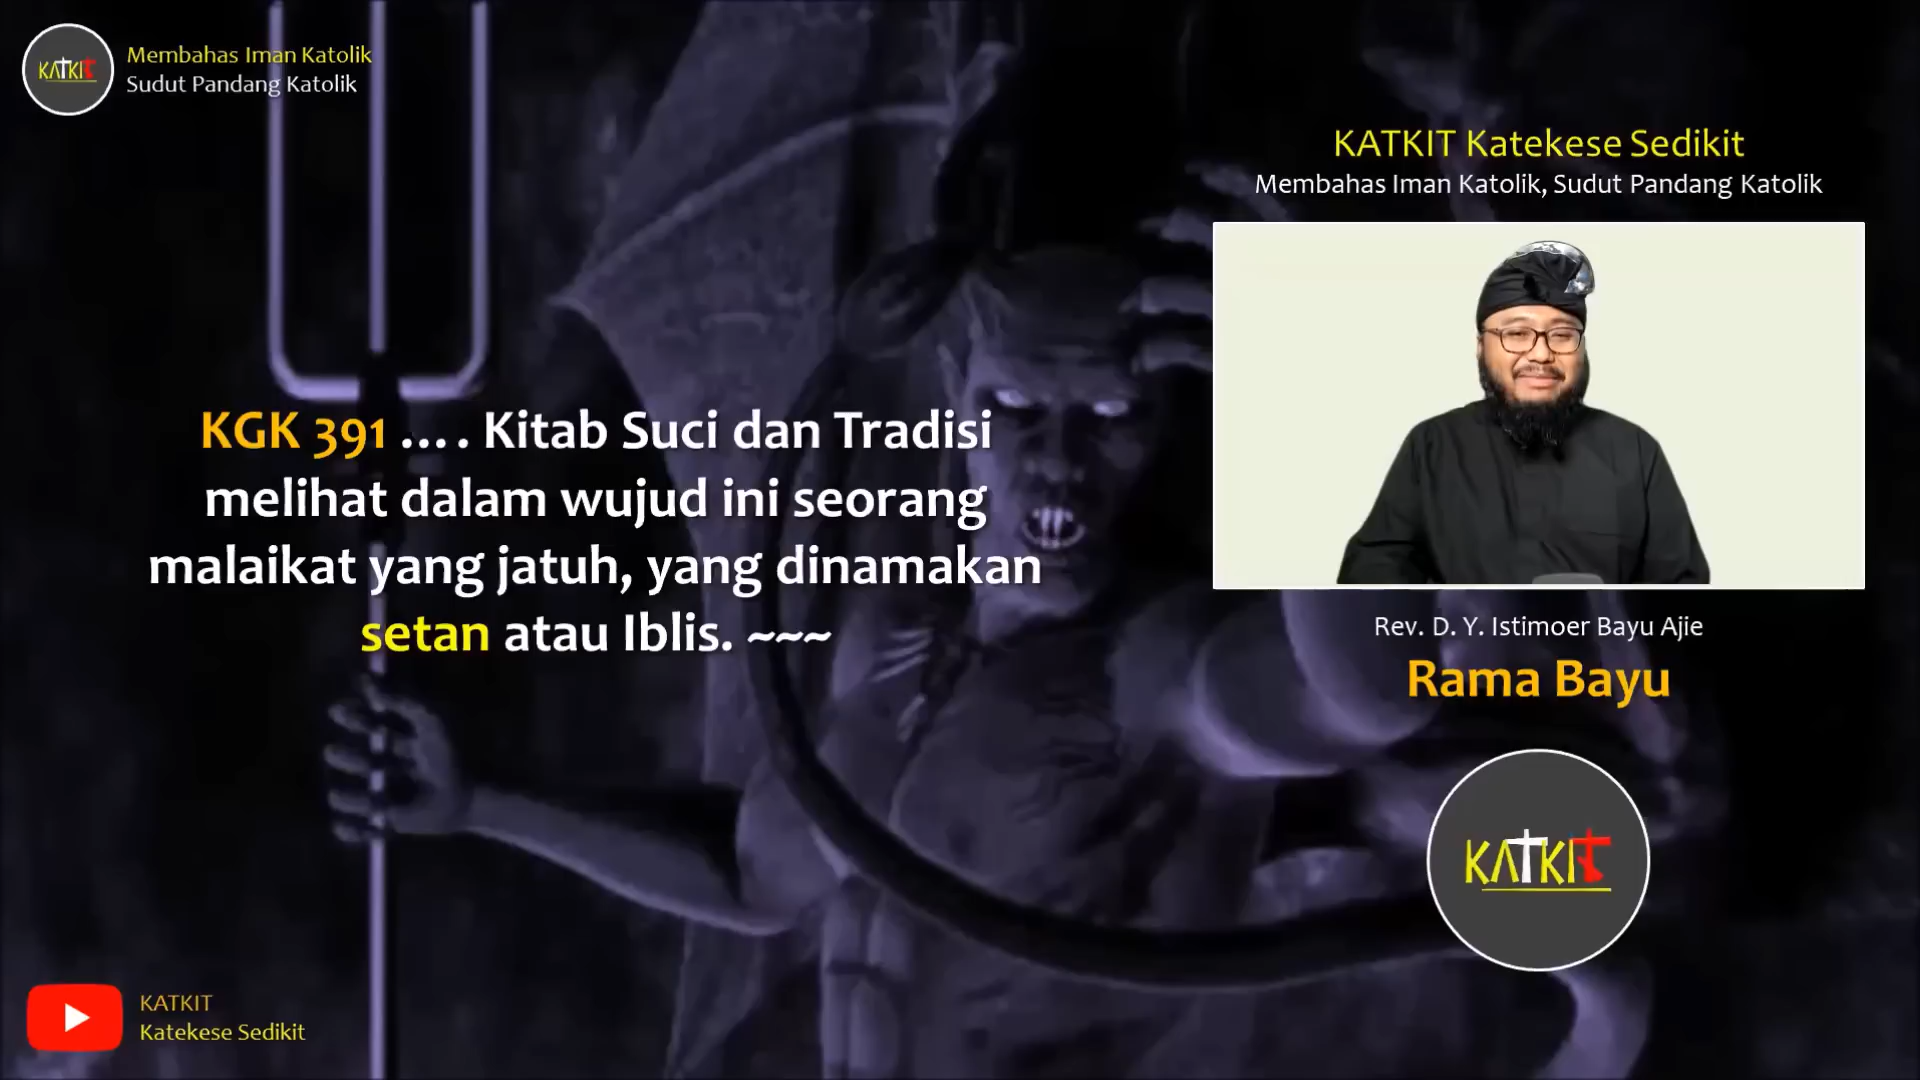 KATKIT
Membahas Iman Katolik
Sudut Pandang Katolik
KGK 391 .... Kitab Suci dan Tradisi
melihat dalam wujud ini seorang
malaikat yang jatuh, yang dinamakan
setan atau Iblis. ~~~
KATKIT Katekese Sedikit
Membahas Iman Katolik, Sudut Pandang Katolik
Rev. D. Y. Istimoer Bayu Ajie
Rama Bayu
KATKIT
KATKIT
Katekese Sedikit